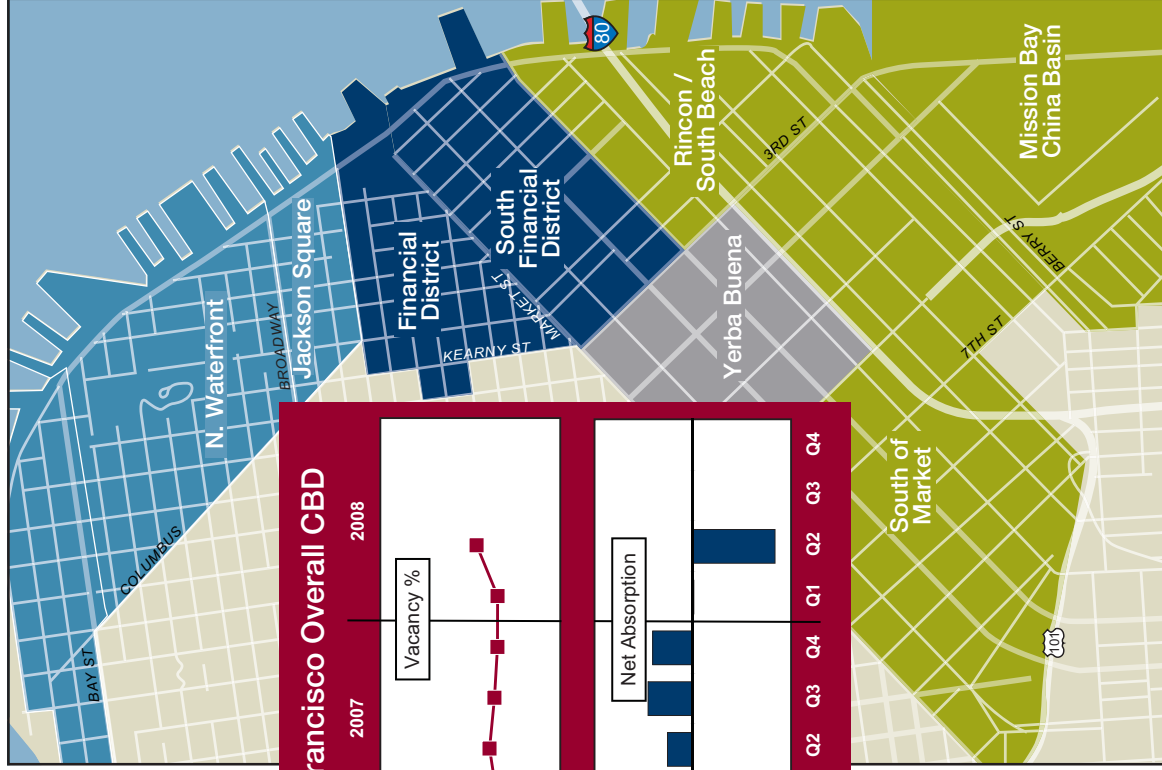 80
Rincon /
South Beach
Mission Bay
China Basin
3RD ST
South
Financial
District
Financial
District
MARKET ST
KEARNY ST
Jackson Square
BROADWAY
N. Waterfront
Yerba Buena
BERRY ST
7TH ST
COLUMBUS
BAY ST
South of
Market
101
rancisco Overall CBD
2007
2008
Vacancy %
Net Absorption
Q2
Q3
Q4
Q1
Q2
Q3
Q4